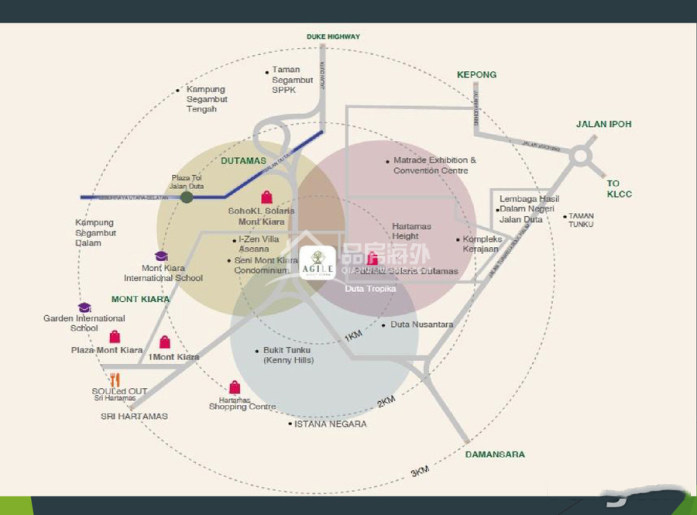 DUKE HIGHWAY
Taman
Segambut
SPPK
KEPONG
Kampung
Segambut
Tengah
JALAN IPOH
DUTAMAS
Matrade Exhibition &
Convention Centre
Plaza Tol
Jalan Duta
TO
KLCC
SohoKL Solaris
Mont Kiara
Lembaga Hasil
Dalam Negeri
Jalan Duta
TAMAN
TUNKU
Kampung
Segambut
Dalam
Hartamas
Height
I-Zen Villa
Aseana
Kompleks
Kerajaan
Seni Mont Kiara
Condominium
AGILE
品房海外
Mont Kiara
International School
Publika Solaris Dutamas
Duta Tropika
MONT KIARA
Garden International
School
Duta Nusantara
1KM
Plaza Mont Kiara
1Mont Kiara
Bukit Tunku
(Kenny Hills)
SOULed OUT
Sri Hartamas
Hartamas
Shopping Centre
2KM
SRI HARTAMAS
ISTANA NEGARA
DAMANSARA
3KM